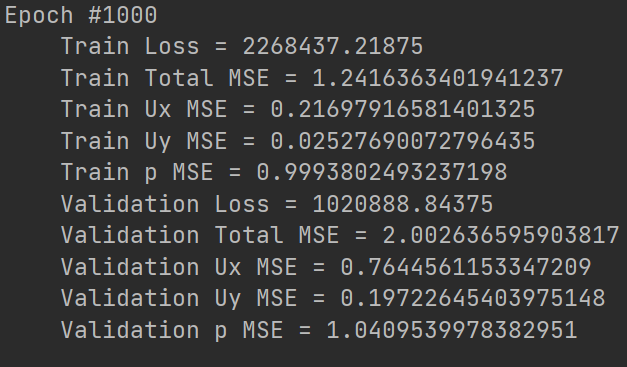 Epoch #1000
Train Loss = 2268437.21875
Train Total MSE = 1.2416363401941237
Train Ux MSE = 0.21697916581401325
Train Uy MSE = 0.02527690072796435
Train p MSE = 0.9993802493237198
Validation Loss = 1020888.84375
Validation Total MSE = 2.002636595903817
Validation Ux MSE = 0.7644561153347209
Validation Uy MSE = 0.19722645403975148
Validation p MSE = 1.0409539978382951